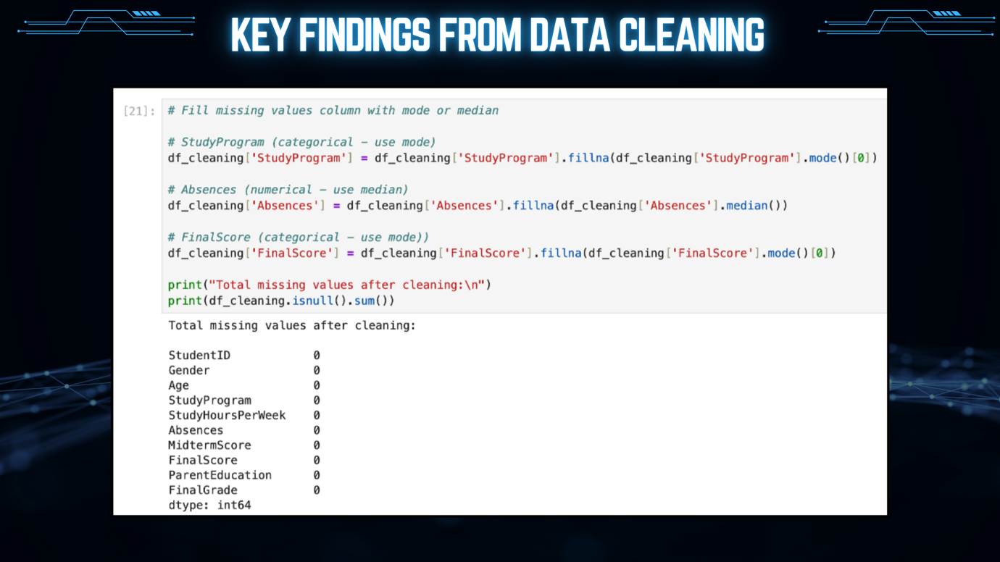 KEY FINDINGS FROM DATA CLEANING
[21]: # Fill missing values column with mode or median
# StudyProgram (categorical – use mode)
df_cleaning['StudyProgram'] = df_cleaning['StudyProgram'].fillna(df_cleaning['StudyProgram'].mode()[0])
# Absences (numerical – use median)
df_cleaning['Absences'] = df_cleaning['Absences'].fillna(df_cleaning['Absences'].median())
# FinalScore (categorical – use mode))
df_cleaning['FinalScore'] = df_cleaning['FinalScore'].fillna(df_cleaning['FinalScore'].mode()[0])
print("Total missing values after cleaning:\n")
print(df_cleaning.isnull().sum())
Total missing values after cleaning:
StudentID 0
Gender 0
Age 0
StudyProgram 0
StudyHoursPerWeek 0
Absences 0
MidtermScore 0
FinalScore 0
ParentEducation 0
FinalGrade 0
dtype: int64